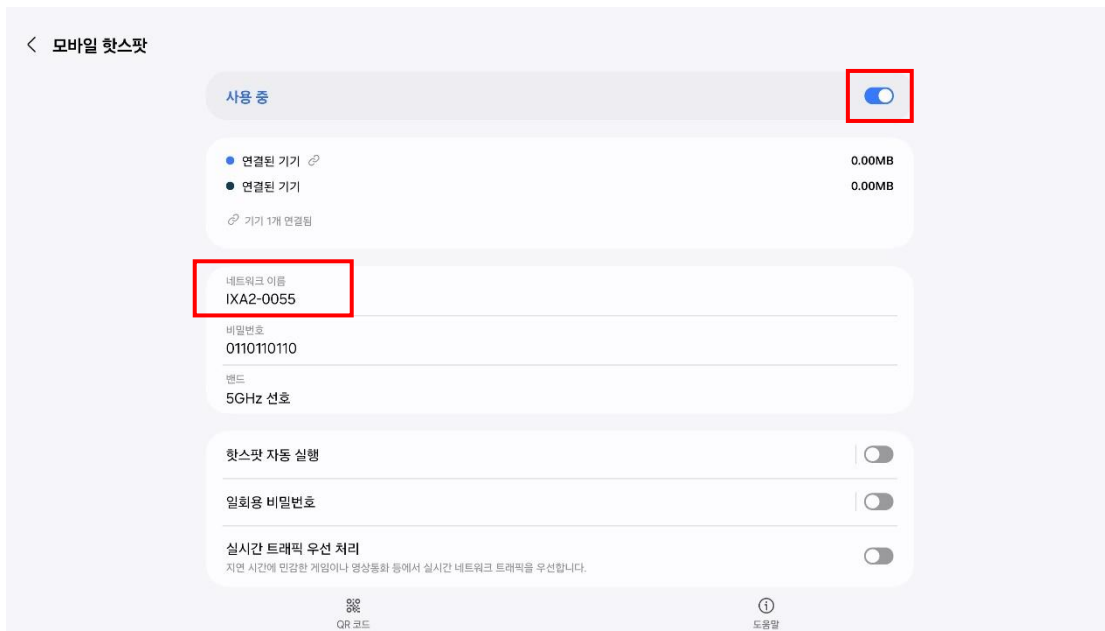 모바일 핫스팟
사용 중
연결된 기기 0.00MB
연결된 기기 0.00MB
기기 1개 연결됨
네트워크 이름
IXA2-0055
비밀번호
0110110110
밴드
5GHz 선호
핫스팟 자동 실행
일회용 비밀번호
실시간 트래픽 우선 처리
지연 시간에 민감한 게임이나 영상통화 등에서 실시간 네트워크 트래픽을 우선합니다.
QR 코드 도움말